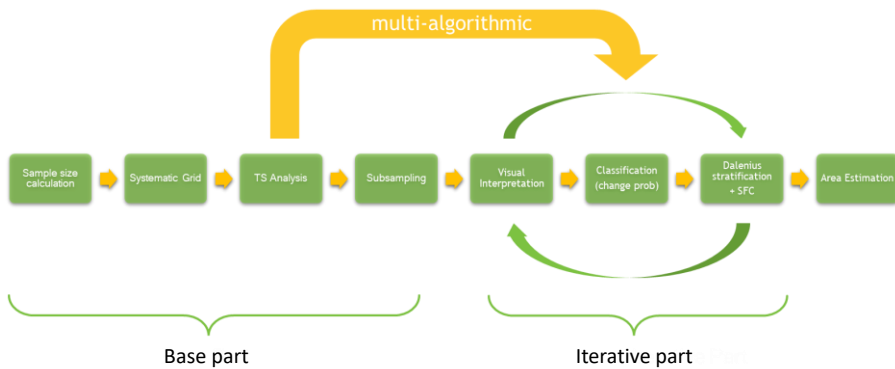 multi-algorithmic
Sample size
calculation
Systematic Grid
TS Analysis
Subsampling
Visual
Interpretation
Classification
(change prob)
Dalenius
stratification
+ SFC
Area Estimation
Base part
Iterative part